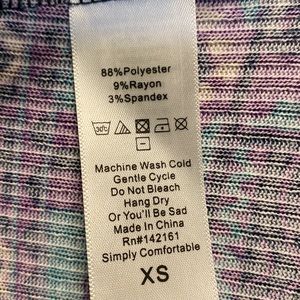 88%Polyester
9%Rayon
3%Spandex
Machine Wash Cold
Gentle Cycle
Do Not Bleach
Hang Dry
Or You'll Be Sad
Made In China
Rn#142161
Simply Comfortable
XS